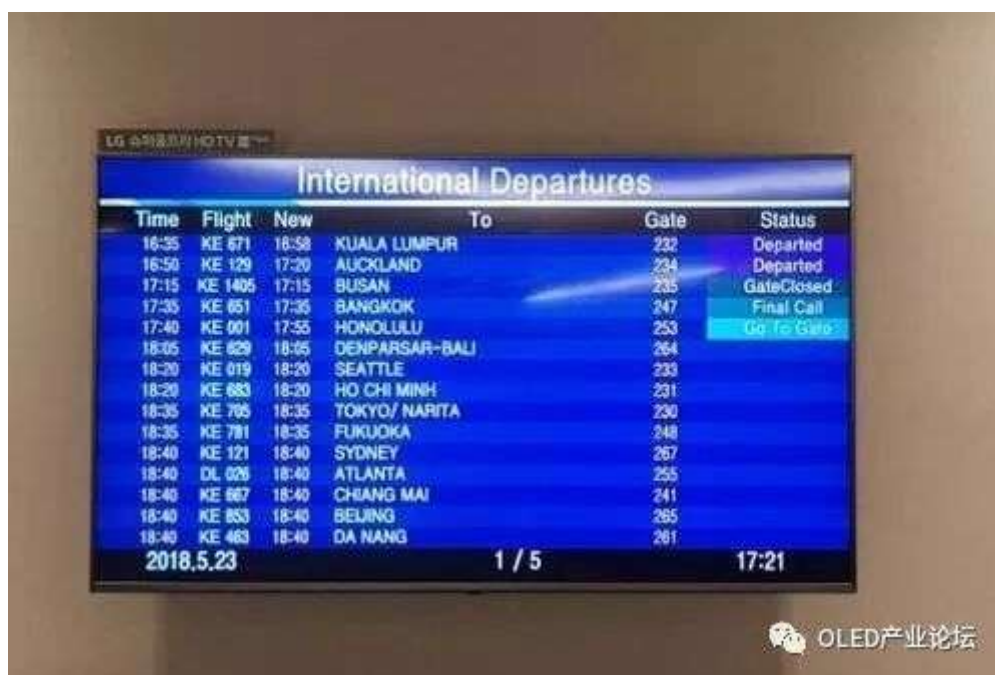 LG 슈퍼울트라 HD TV
International Departures
Time Flight New To Gate Status
16:35 KE 671 16:58 KUALA LUMPUR 232 Departed
16:50 KE 129 17:20 AUCKLAND 234 Departed
17:15 KE 1405 17:15 BUSAN 235 GateClosed
17:35 KE 651 17:35 BANGKOK 247 Final Call
17:40 KE 001 17:55 HONOLULU 253 Go To Gate
18:05 KE 629 18:05 DENPARSAR-BALI 264
18:20 KE 019 18:20 SEATTLE 233
18:20 KE 683 18:20 HO CHI MINH 231
18:35 KE 705 18:35 TOKYO/ NARITA 230
18:35 KE 781 18:35 FUKUOKA 248
18:40 KE 121 18:40 SYDNEY 267
18:40 DL 026 18:40 ATLANTA 255
18:40 KE 667 18:40 CHIANG MAI 241
18:40 KE 853 18:40 BEIJING 265
18:40 KE 463 18:40 DA NANG 261
2018.5.23 1 / 5 17:21
OLED产业论坛